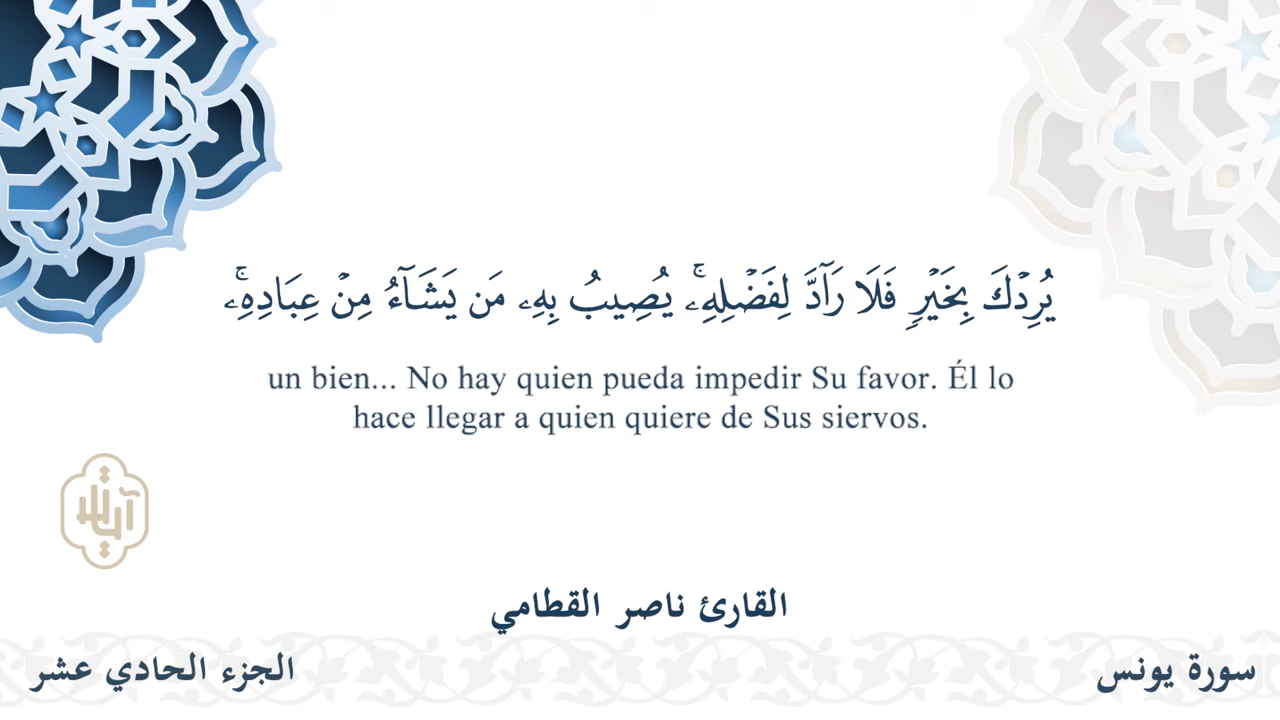 يُرِدۡكَ بِخَيۡرٖ فَلَا رَآدَّ لِفَضۡلِهِۦۚ يُصِيبُ بِهِۦ مَن يَشَآءُ مِنۡ عِبَادِهِۦۚ
un bien... No hay quien pueda impedir Su favor. Él lo
hace llegar a quien quiere de Sus siervos.
القارئ ناصر القطامي
سورة يونس
الجزء الحادي عشر